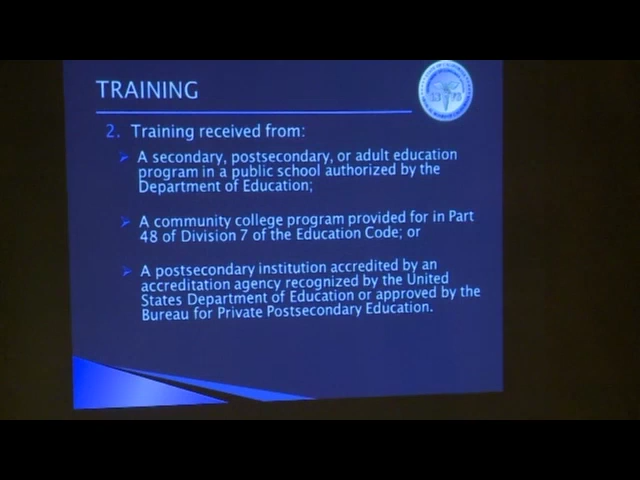 TRAINING
2. Training received from:
A secondary, postsecondary, or adult education
program in a public school authorized by the
Department of Education;
A community college program provided for in Part
48 of Division 7 of the Education Code; or
A postsecondary institution accredited by an
accreditation agency recognized by the United
States Department of Education or approved by the
Bureau for Private Postsecondary Education.